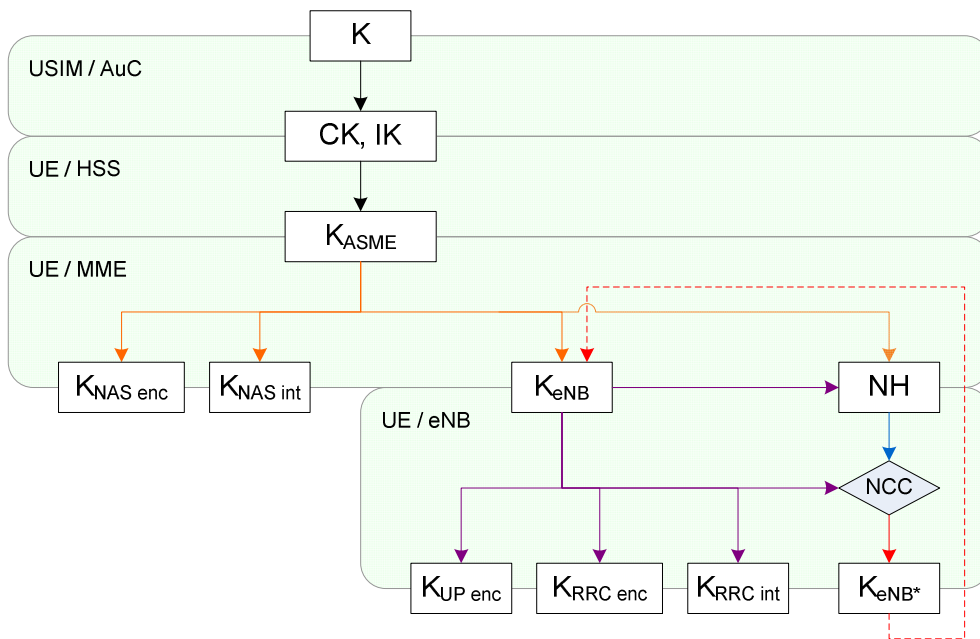 K
USIM / AuC
CK, IK
UE / HSS
KASME
UE / MME
KNAS enc
KNAS int
KeNB
NH
UE / eNB
NCC
KUP enc
KRRC enc
KRRC int
KeNB*